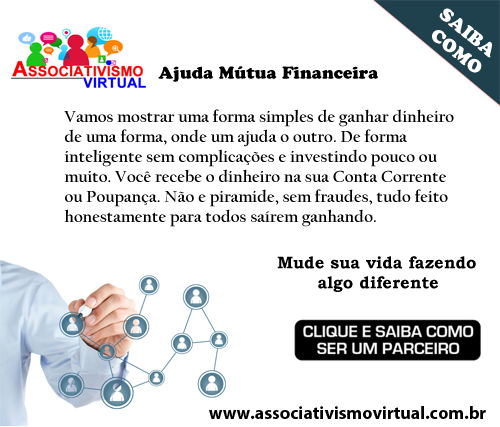 SAIBA
COMO
ASSOCIATIVISMO
VIRTUAL
Ajuda Mútua Financeira
Vamos mostrar uma forma simples de ganhar dinheiro
de uma forma, onde um ajuda o outro. De forma
inteligente sem complicações e investindo pouco ou
muito. Você recebe o dinheiro na sua Conta Corrente
ou Poupança. Não e piramide, sem fraudes, tudo feito
honestamente para todos saírem ganhando.
Mude sua vida fazendo
algo diferente
CLIQUE E SAIBA COMO
SER UM PARCEIRO
www.associativismovirtual.com.br